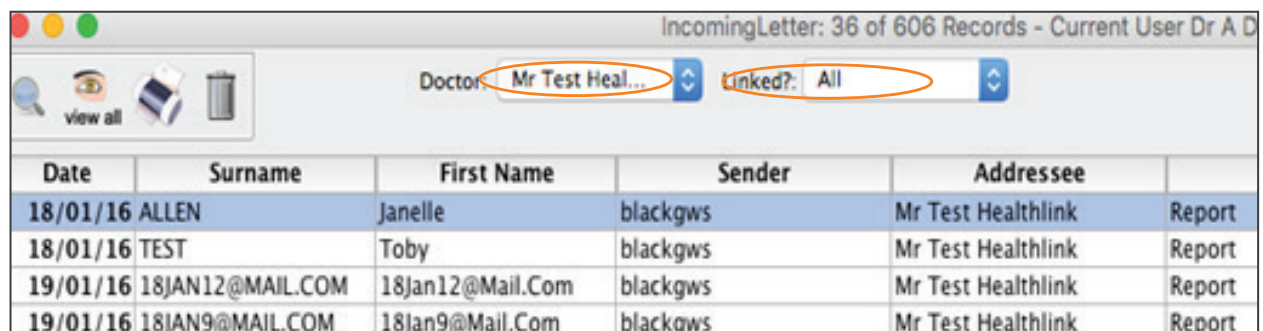 IncomingLetter: 36 of 606 Records - Current User Dr A D
view all Doctor: Mr Test Heal... Linked?: All
Date Surname First Name Sender Addressee
18/01/16 ALLEN Janelle blackgws Mr Test Healthlink Report
18/01/16 TEST Toby blackgws Mr Test Healthlink Report
19/01/16 18JAN12@MAIL.COM 18Jan12@Mail.Com blackgws Mr Test Healthlink Report
19/01/16 18JAN9@MAIL.COM 18Jan9@Mail.Com blackgws Mr Test Healthlink Report